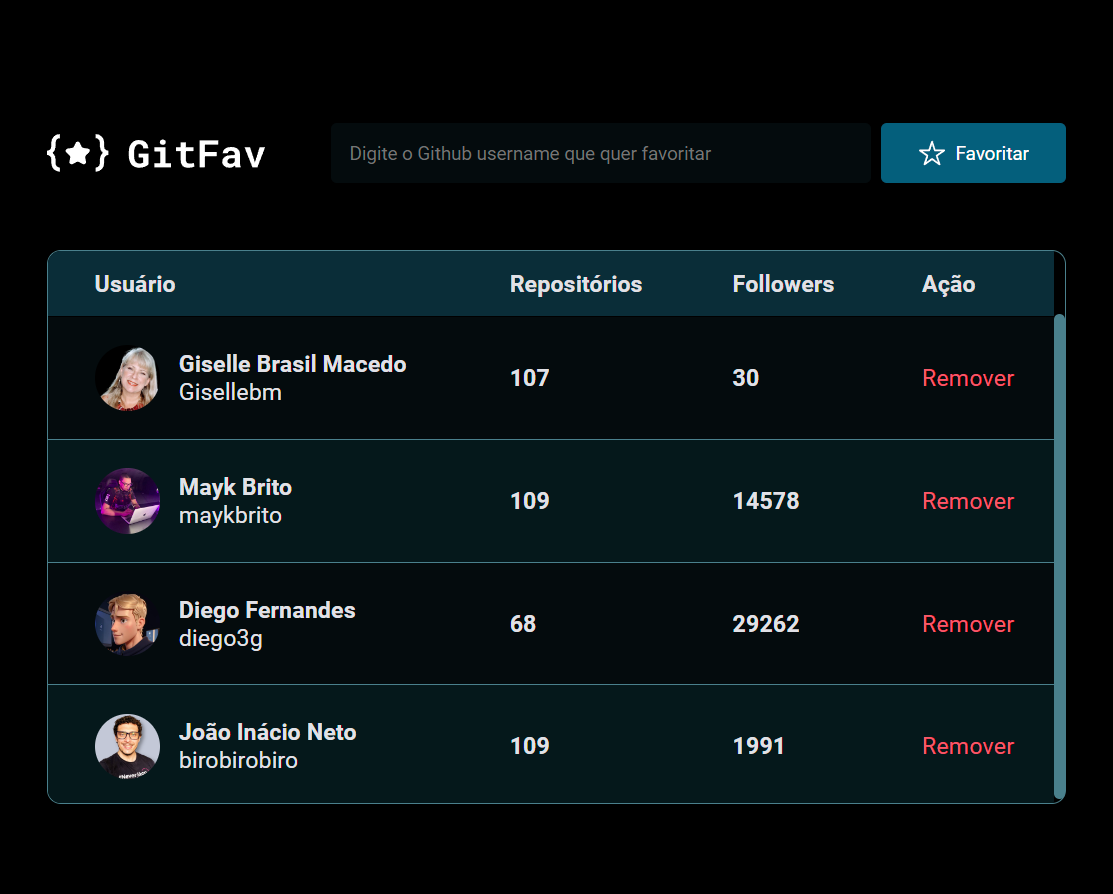 {★} GitFav
Digite o Github username que quer favoritar
Favoritar
Usuário Repositórios Followers Ação
Giselle Brasil Macedo
Gisellebm
107 30 Remover
Mayk Brito
maykbrito
109 14578 Remover
Diego Fernandes
diego3g
68 29262 Remover
João Inácio Neto
birobirobiro
109 1991 Remover